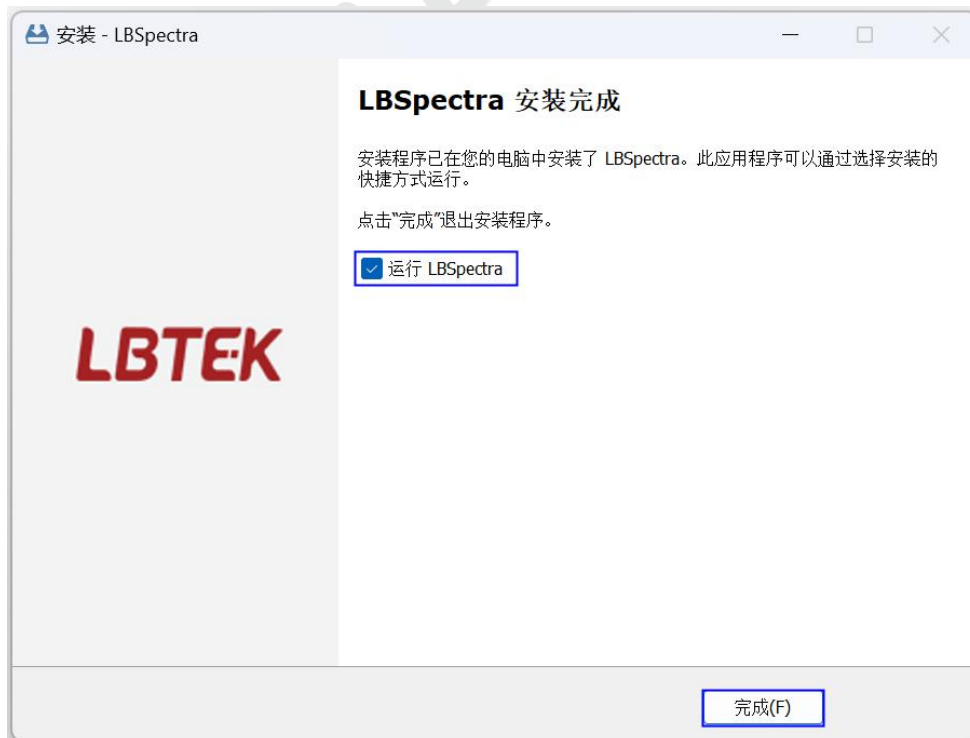 安装 - LBSpectra
LBSpectra 安装完成
安装程序已在您的电脑中安装了 LBSpectra。此应用程序可以通过选择安装的
快捷方式运行。
点击“完成”退出安装程序。
运行 LBSpectra
LBTEK
完成(F)